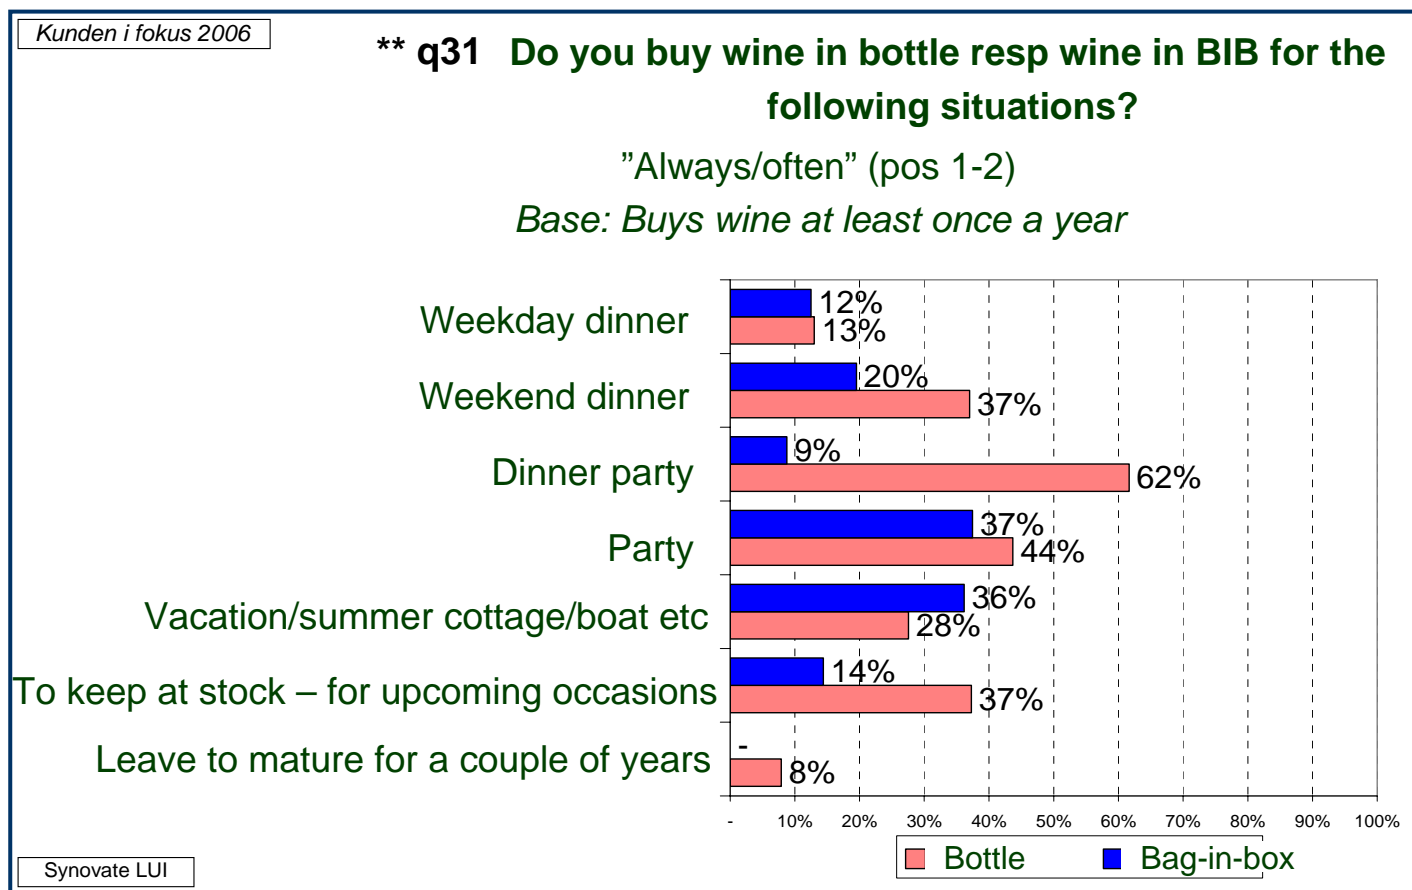 Kunden i fokus 2006
** q31 Do you buy wine in bottle resp wine in BIB for the
following situations?
”Always/often” (pos 1-2)
Base: Buys wine at least once a year
Weekday dinner
12%
13%
Weekend dinner
20%
37%
Dinner party
9%
62%
Party
37%
44%
Vacation/summer cottage/boat etc
36%
28%
To keep at stock – for upcoming occasions
14%
37%
Leave to mature for a couple of years
-
8%
- 10% 20% 30% 40% 50% 60% 70% 80% 90% 100%
Bottle Bag-in-box
Synovate LUI